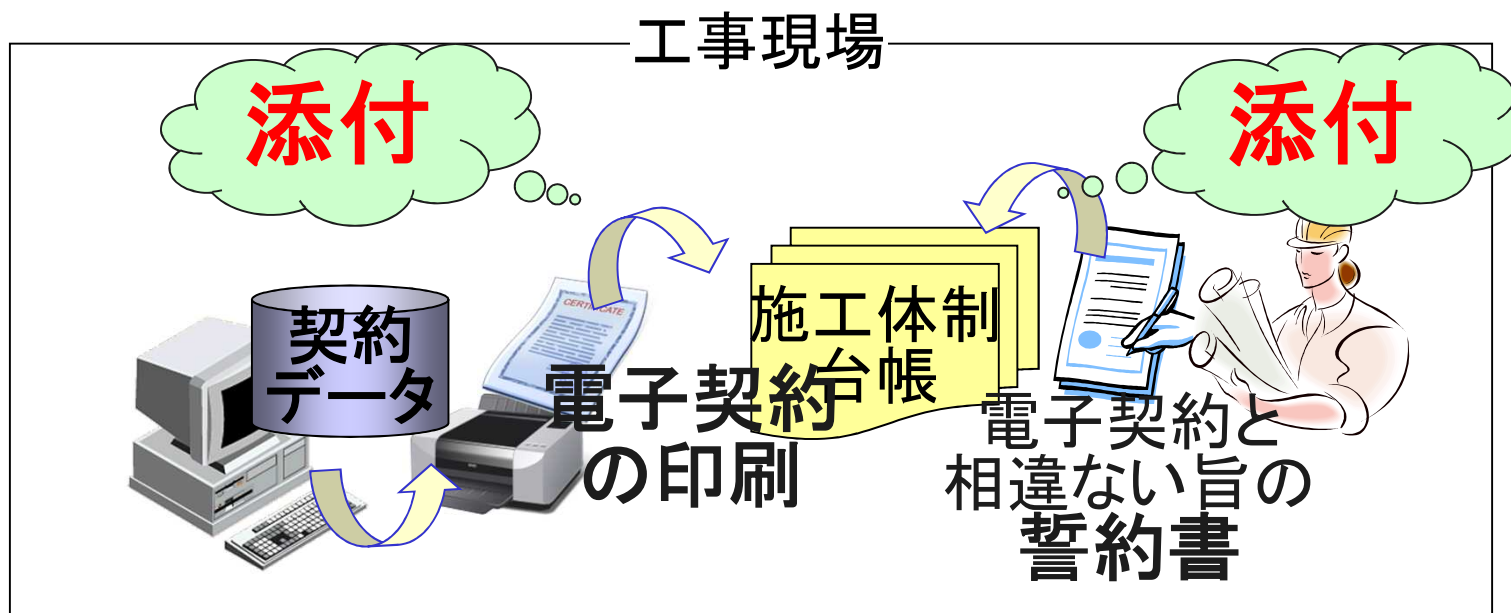 工事現場
添付
添付
契約
データ
CERTIFICATE
電子契約
の印刷
施工体制
台帳
電子契約と
相違ない旨の
誓約書